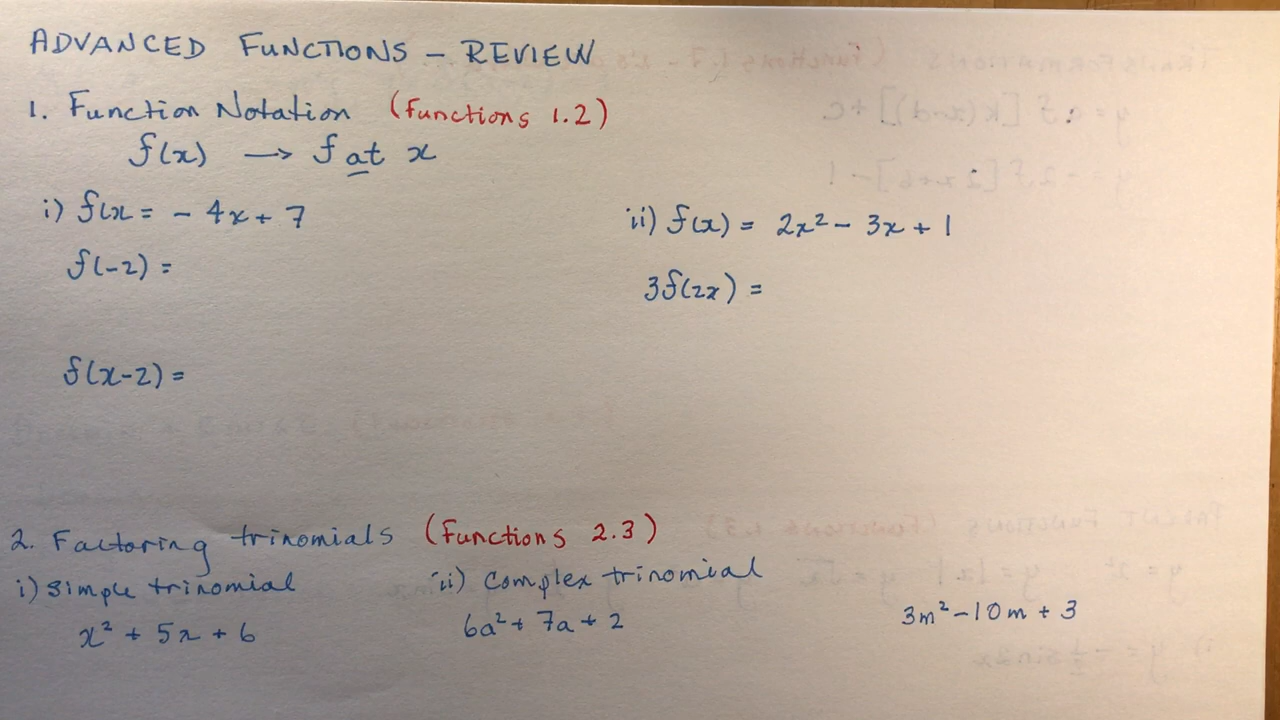 ADVANCED FUNCTIONS – REVIEW
1. Function Notation (Functions 1.2)
f(x) → f at x
i) f(x = - 4x + 7
f(-2) =
f(x-2) =
ii) f(x) = 2x² - 3x + 1
3f(2x) =
2. Factoring trinomials (Functions 2.3)
i) Simple trinomial
x² + 5x + 6
ii) Complex trinomial
6a² + 7a + 2
3m² - 10m + 3